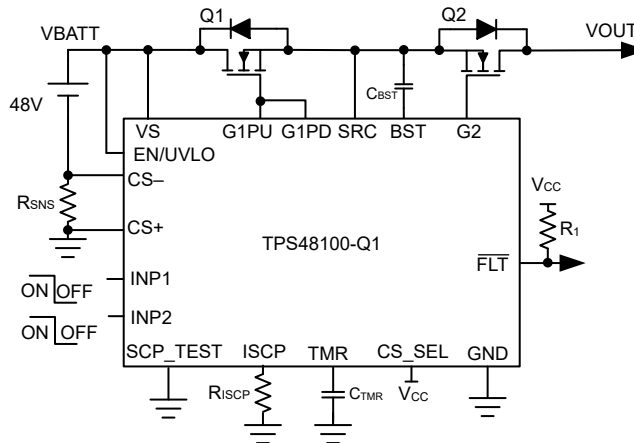 Q1
Q2
VBATT
VOUT
CBST
48V
VS
G1PU
G1PD
SRC
BST
G2
EN/UVLO
CS–
RSNS
CS+
TPS48100-Q1
VCC
R1
FLT
INP1
ON OFF
INP2
ON OFF
SCP_TEST
ISCP
TMR
CS_SEL
GND
RISCP
CTMR
VCC